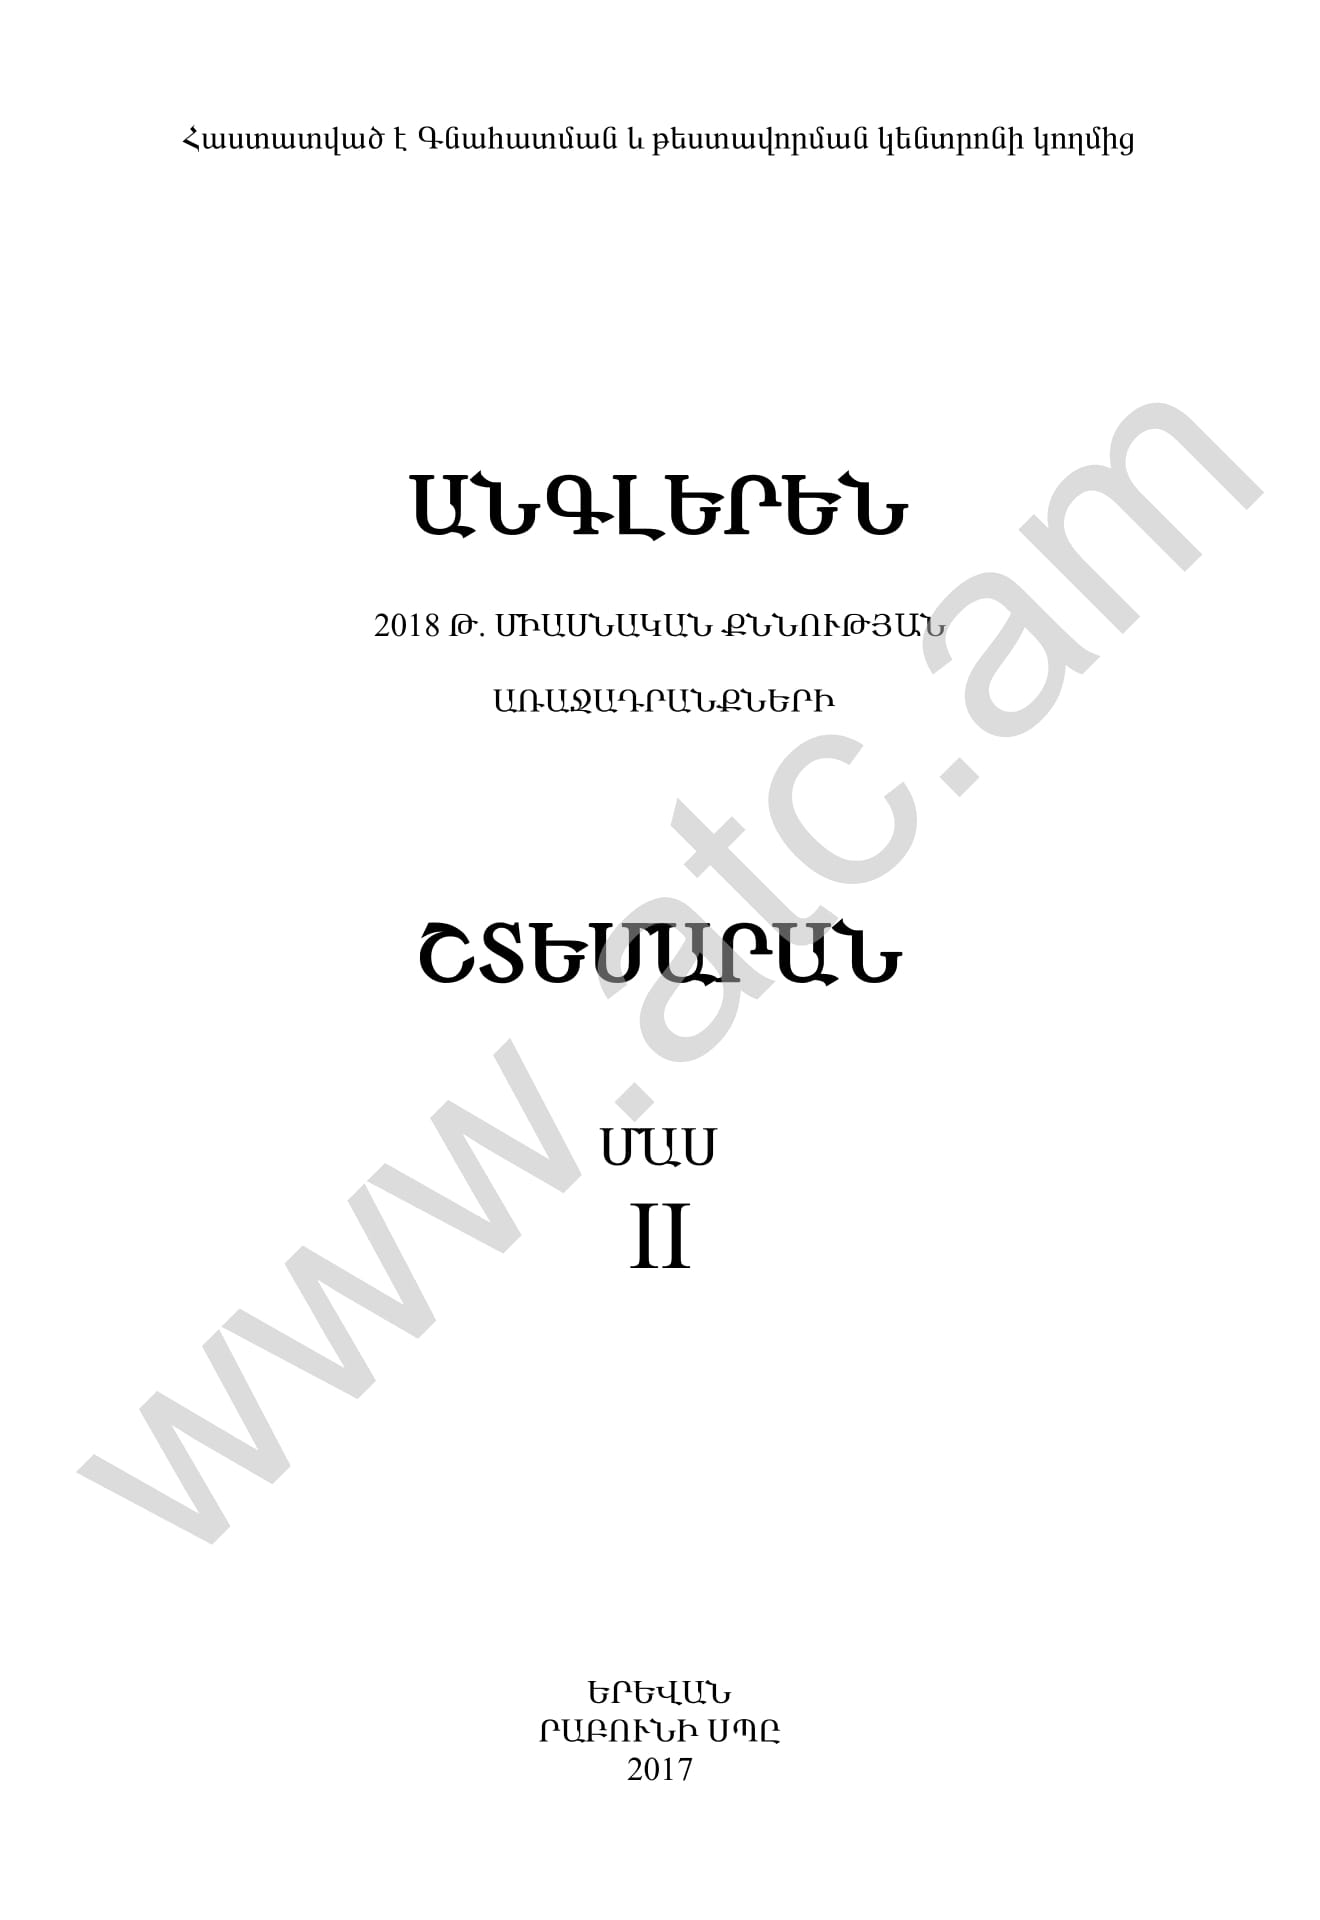 Հաստատված է Գնահատման և թեստավորման կենտրոնի կողմից
ԱՆԳԼԵՐԵՆ
2018 Թ. ՄԻԱՍՆԱԿԱՆ ՔՆՆՈՒԹՅԱՆ
ԱՌԱՋԱԴՐԱՆՔՆԵՐԻ
ՇՏԵՄԱՐԱՆ
ՄԱՍ
II
ԵՐԵՎԱՆ
ՐԱԲՈՒՆԻ ՍՊԸ
2017
www.atc.am